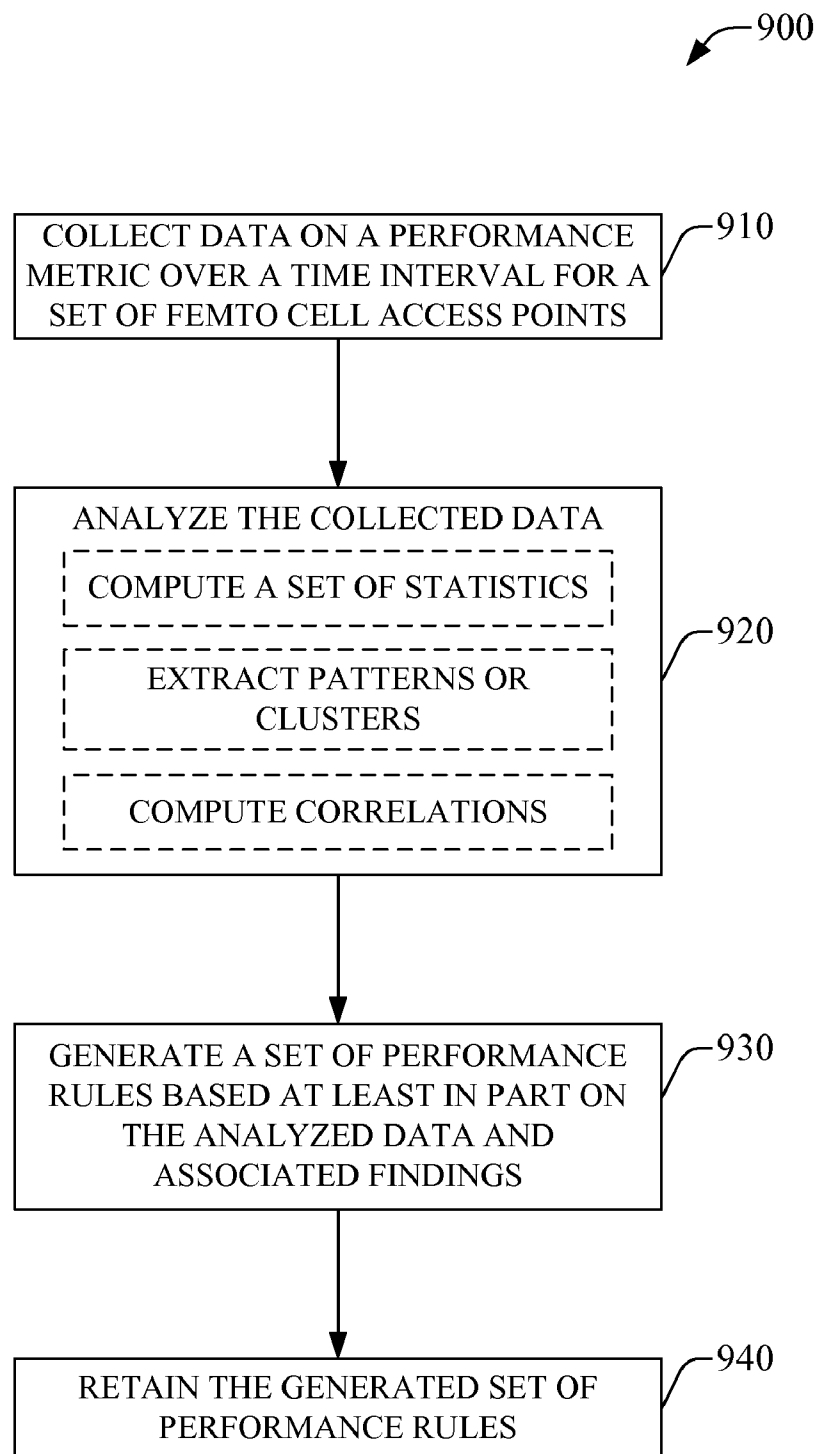 900
COLLECT DATA ON A PERFORMANCE
METRIC OVER A TIME INTERVAL FOR A
SET OF FEMTO CELL ACCESS POINTS
910
ANALYZE THE COLLECTED DATA
COMPUTE A SET OF STATISTICS
EXTRACT PATTERNS OR
CLUSTERS
COMPUTE CORRELATIONS
920
GENERATE A SET OF PERFORMANCE
RULES BASED AT LEAST IN PART ON
THE ANALYZED DATA AND
ASSOCIATED FINDINGS
930
RETAIN THE GENERATED SET OF
PERFORMANCE RULES
940